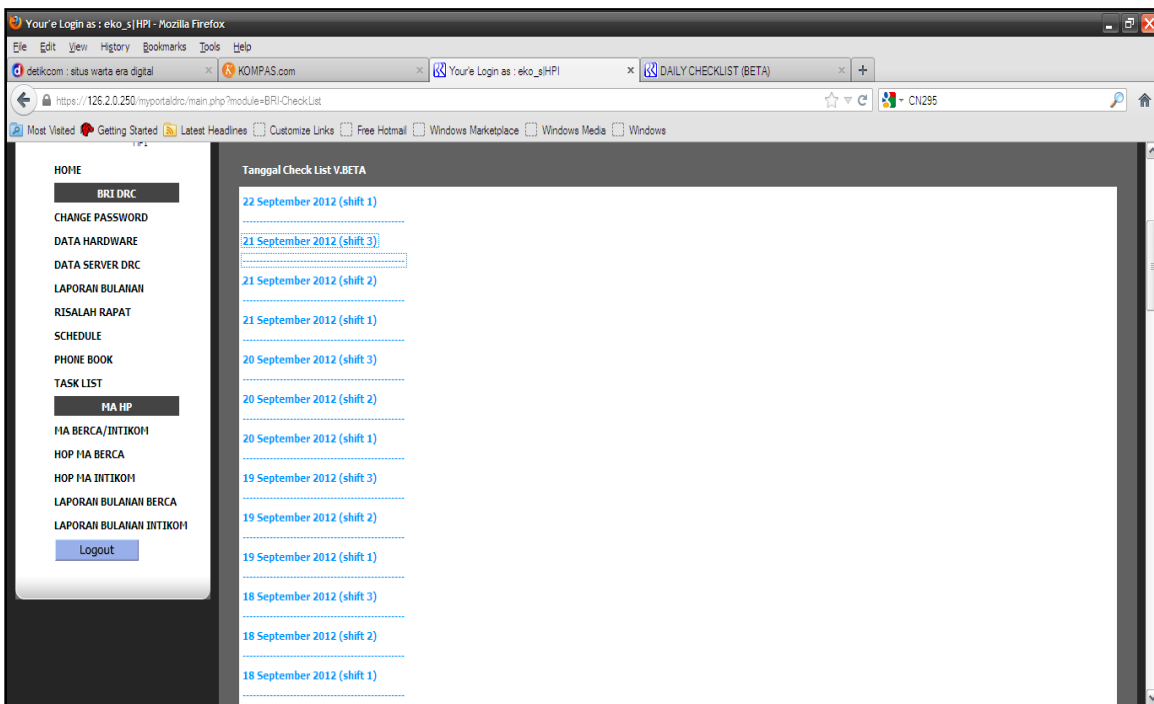 Your'e Login as : eko_s|HPI - Mozilla Firefox
File Edit View History Bookmarks Tools Help
detikcom : situs warta era digital
KOMPAS.com
Your'e Login as : eko_s|HPI
DAILY CHECKLIST (BETA)
https://126.2.0.250/myportaldrc/main.php?module=BRI-CheckList
CN295
Most Visited Getting Started Latest Headlines Customize Links Free Hotmail Windows Marketplace Windows Media Windows
HPI
HOME
BRI DRC
CHANGE PASSWORD
DATA HARDWARE
DATA SERVER DRC
LAPORAN BULANAN
RISALAH RAPAT
SCHEDULE
PHONE BOOK
TASK LIST
MA HP
MA BERCA/INTIKOM
HOP MA BERCA
HOP MA INTIKOM
LAPORAN BULANAN BERCA
LAPORAN BULANAN INTIKOM
Logout
Tanggal Check List V.BETA
22 September 2012 (shift 1)
21 September 2012 (shift 3)
21 September 2012 (shift 2)
21 September 2012 (shift 1)
20 September 2012 (shift 3)
20 September 2012 (shift 2)
20 September 2012 (shift 1)
19 September 2012 (shift 3)
19 September 2012 (shift 2)
19 September 2012 (shift 1)
18 September 2012 (shift 3)
18 September 2012 (shift 2)
18 September 2012 (shift 1)